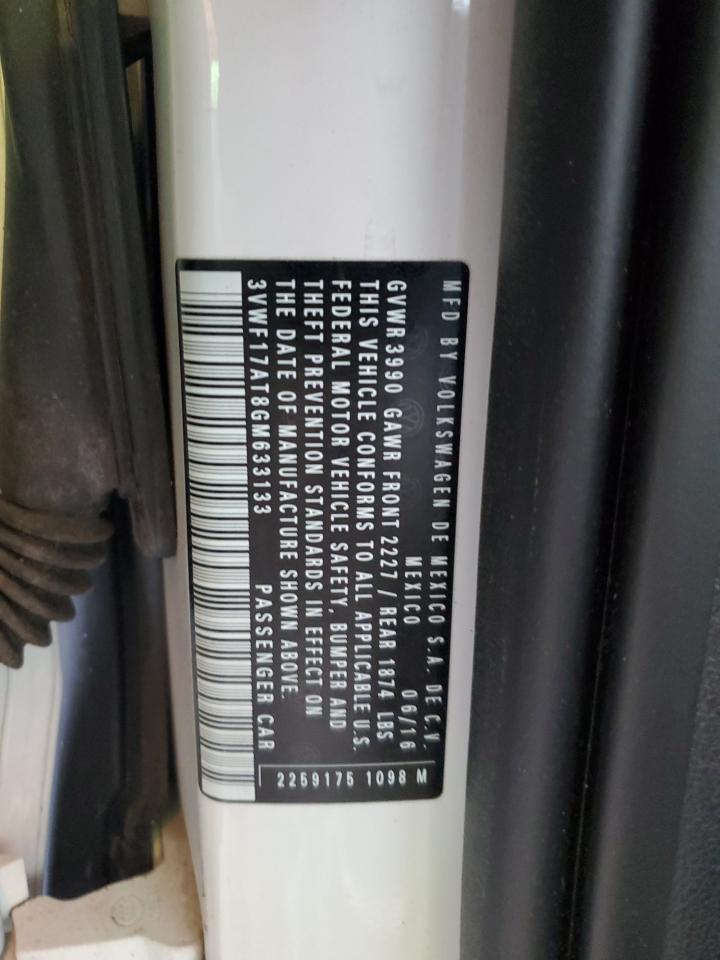 MFD BY VOLKSWAGEN DE MEXICO S.A. DE C.V.
MEXICO 06/16
GVWR 3990 GAWR FRONT 2227 / REAR 1874 LBS
THIS VEHICLE CONFORMS TO ALL APPLICABLE U.S.
FEDERAL MOTOR VEHICLE SAFETY, BUMPER AND
THEFT PREVENTION STANDARDS IN EFFECT ON
THE DATE OF MANUFACTURE SHOWN ABOVE.
3VWF17AT8GM633133 PASSENGER CAR
2259175 1098 M